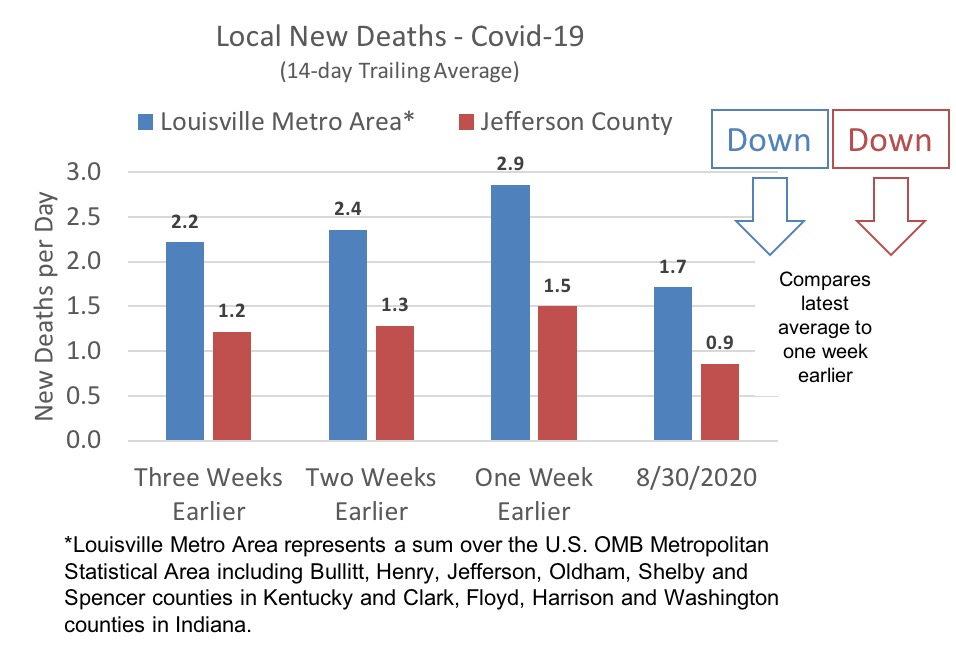 Local New Deaths - Covid-19
(14-day Trailing Average)
Louisville Metro Area* Jefferson County
Down Down
New Deaths per Day
3.0
2.5
2.0
1.5
1.0
0.5
0.0
2.2 1.2
2.4 1.3
2.9 1.5
1.7 0.9
Compares
latest
average to
one week
earlier
Three Weeks Two Weeks One Week 8/30/2020
Earlier Earlier Earlier
*Louisville Metro Area represents a sum over the U.S. OMB Metropolitan
Statistical Area including Bullitt, Henry, Jefferson, Oldham, Shelby and
Spencer counties in Kentucky and Clark, Floyd, Harrison and Washington
counties in Indiana.